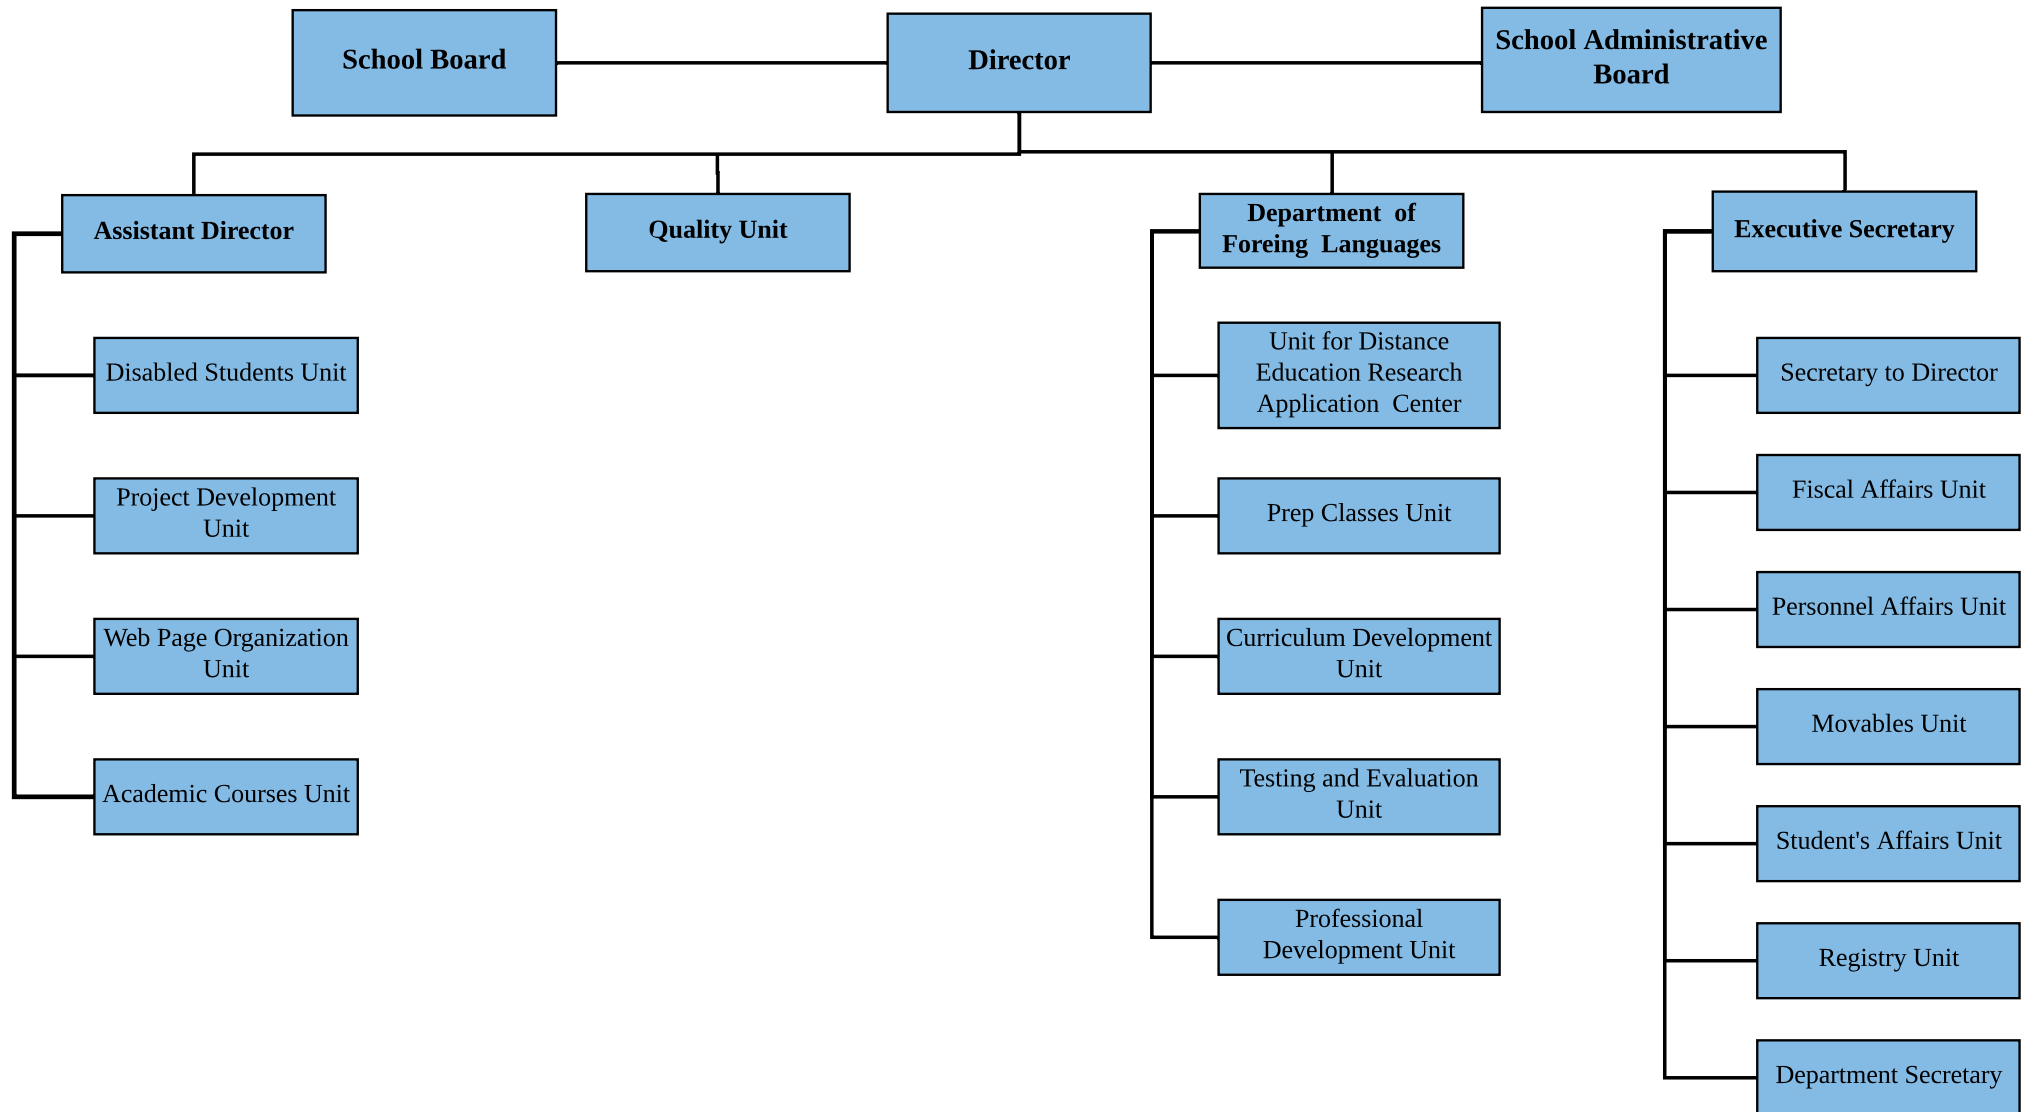 School Board
Director
School Administrative
Board
Assistant Director
Quality Unit
Department of
Foreing Languages
Executive Secretary
Disabled Students Unit
Project Development
Unit
Web Page Organization
Unit
Academic Courses Unit
Unit for Distance
Education Research
Application Center
Prep Classes Unit
Curriculum Development
Unit
Testing and Evaluation
Unit
Professional
Development Unit
Secretary to Director
Fiscal Affairs Unit
Personnel Affairs Unit
Movables Unit
Student's Affairs Unit
Registry Unit
Department Secretary